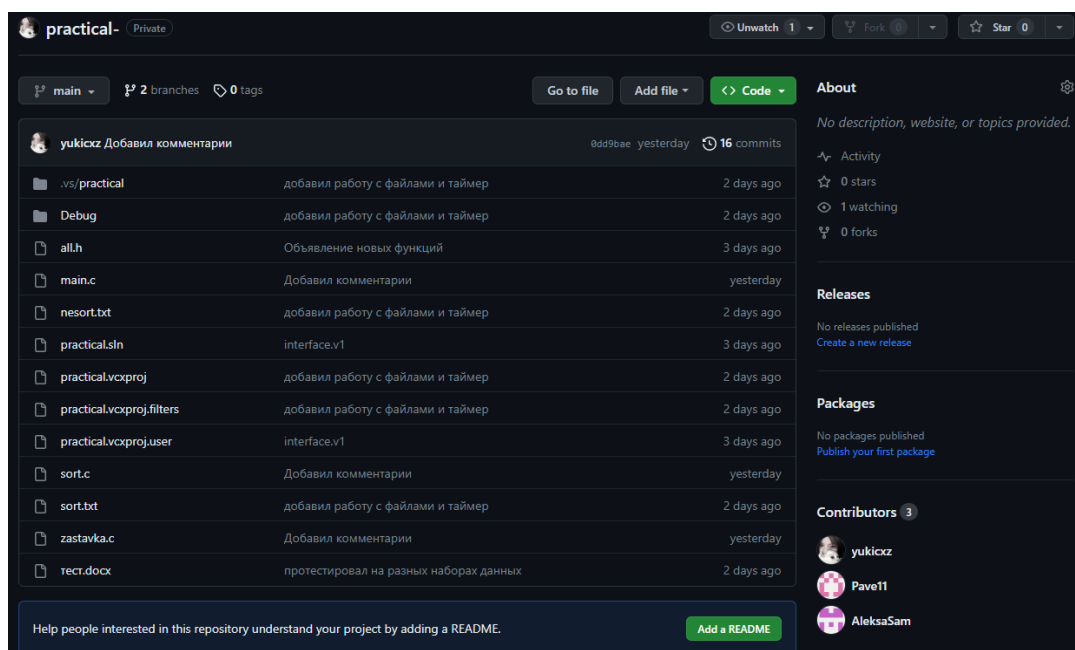 practical- Private
Unwatch 1 Fork 0 Star 0
main 2 branches 0 tags Go to file Add file Code
yukicxz Добавил комментарии 0dd9bae yesterday 16 commits
.vs/practical добавил работу с файлами и таймер 2 days ago
Debug добавил работу с файлами и таймер 2 days ago
all.h Объявление новых функций 3 days ago
main.c Добавил комментарии yesterday
nesort.txt добавил работу с файлами и таймер 2 days ago
practical.sln interface.v1 3 days ago
practical.vcxproj добавил работу с файлами и таймер 2 days ago
practical.vcxproj.filters добавил работу с файлами и таймер 2 days ago
practical.vcxproj.user interface.v1 3 days ago
sort.c Добавил комментарии yesterday
sort.txt добавил работу с файлами и таймер 2 days ago
zastavka.c Добавил комментарии yesterday
тест.docx протестировал на разных наборах данных 2 days ago
Help people interested in this repository understand your project by adding a README. Add a README
About
No description, website, or topics provided.
Activity
0 stars
1 watching
0 forks
Releases
No releases published
Create a new release
Packages
No packages published
Publish your first package
Contributors 3
yukicxz
Pave11
AleksaSam